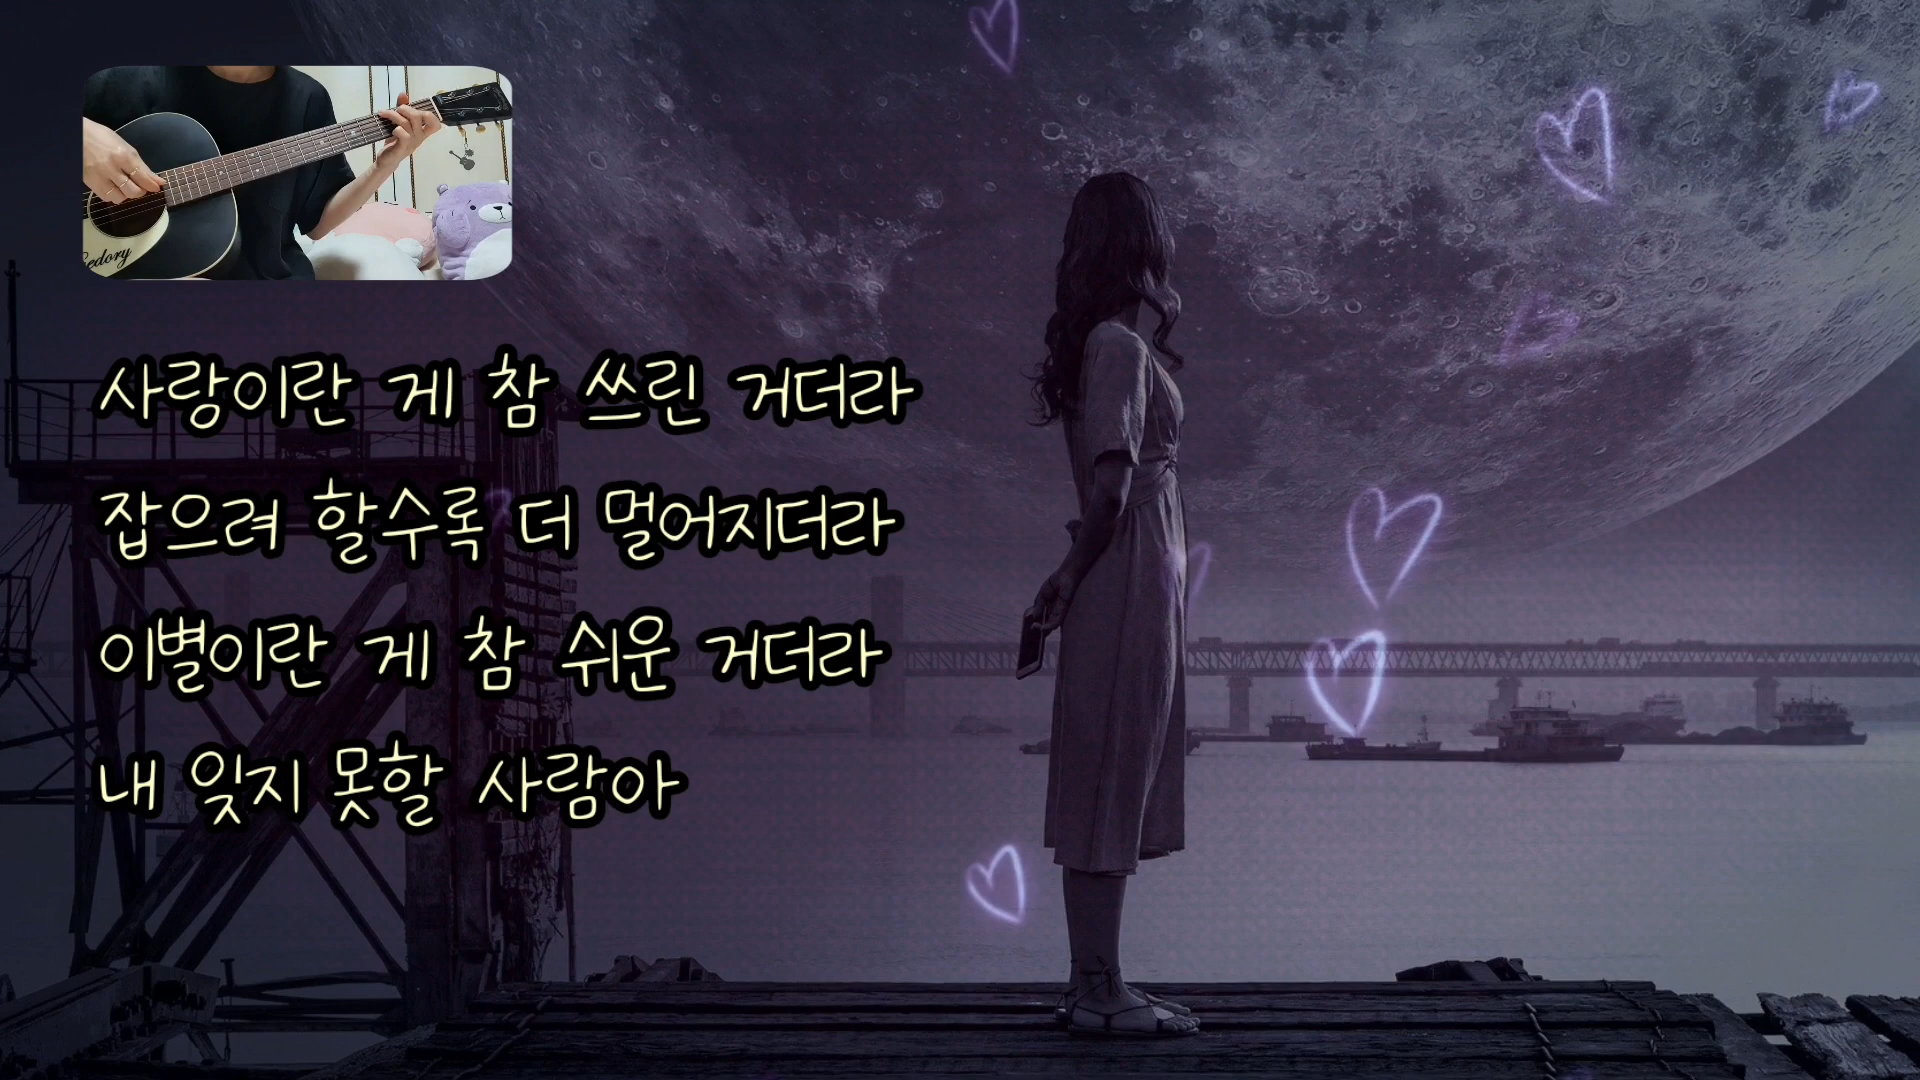 edory
사랑이란 게 참 쓰린 거더라
잡으려 할수록 더 멀어지더라
이별이란 게 참 쉬운 거더라
내 잊지 못할 사람아